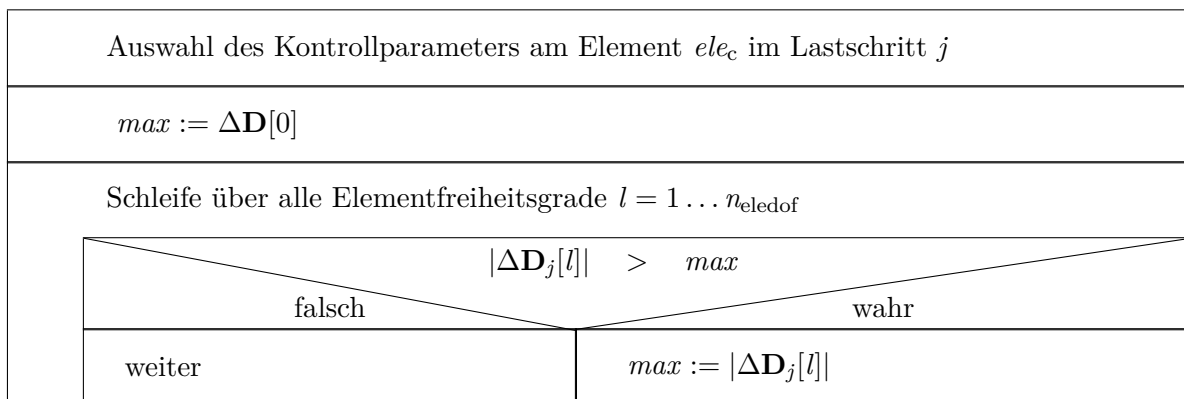 Auswahl des Kontrollparameters am Element ele_c im Lastschritt j
max := Δ𝐃[0]
Schleife über alle Elementfreiheitsgrade l = 1 … n_eledof
|Δ𝐃_j[l]| > max
falsch wahr
weiter max := |Δ𝐃_j[l]|